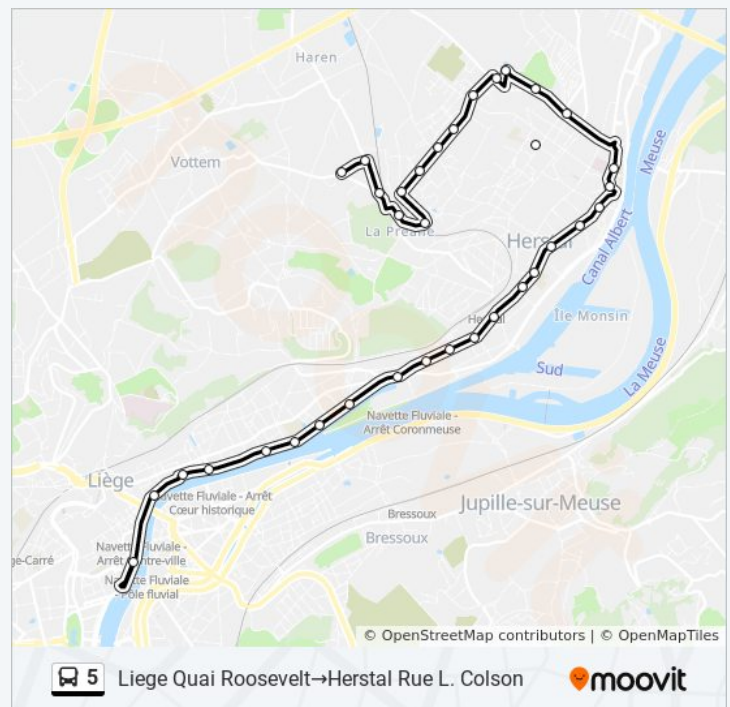 Haren
Vottem
Meuse
La Préalle
Herstal
Canal Albert
Herstal
Île Monsin
Sud
La Meuse
Navette Fluviale -
Arrêt Coronmeuse
Liège
Navette Fluviale - Arrêt
Cœur historique
Jupille-sur-Meuse
Bressoux
Bressoux
Navette Fluviale -
Arrêt Centre-ville
Navette Fluviale
- Pôle fluvial
© OpenStreetMap contributors | © OpenMapTiles
5 Liege Quai Roosevelt→Herstal Rue L. Colson
moovit